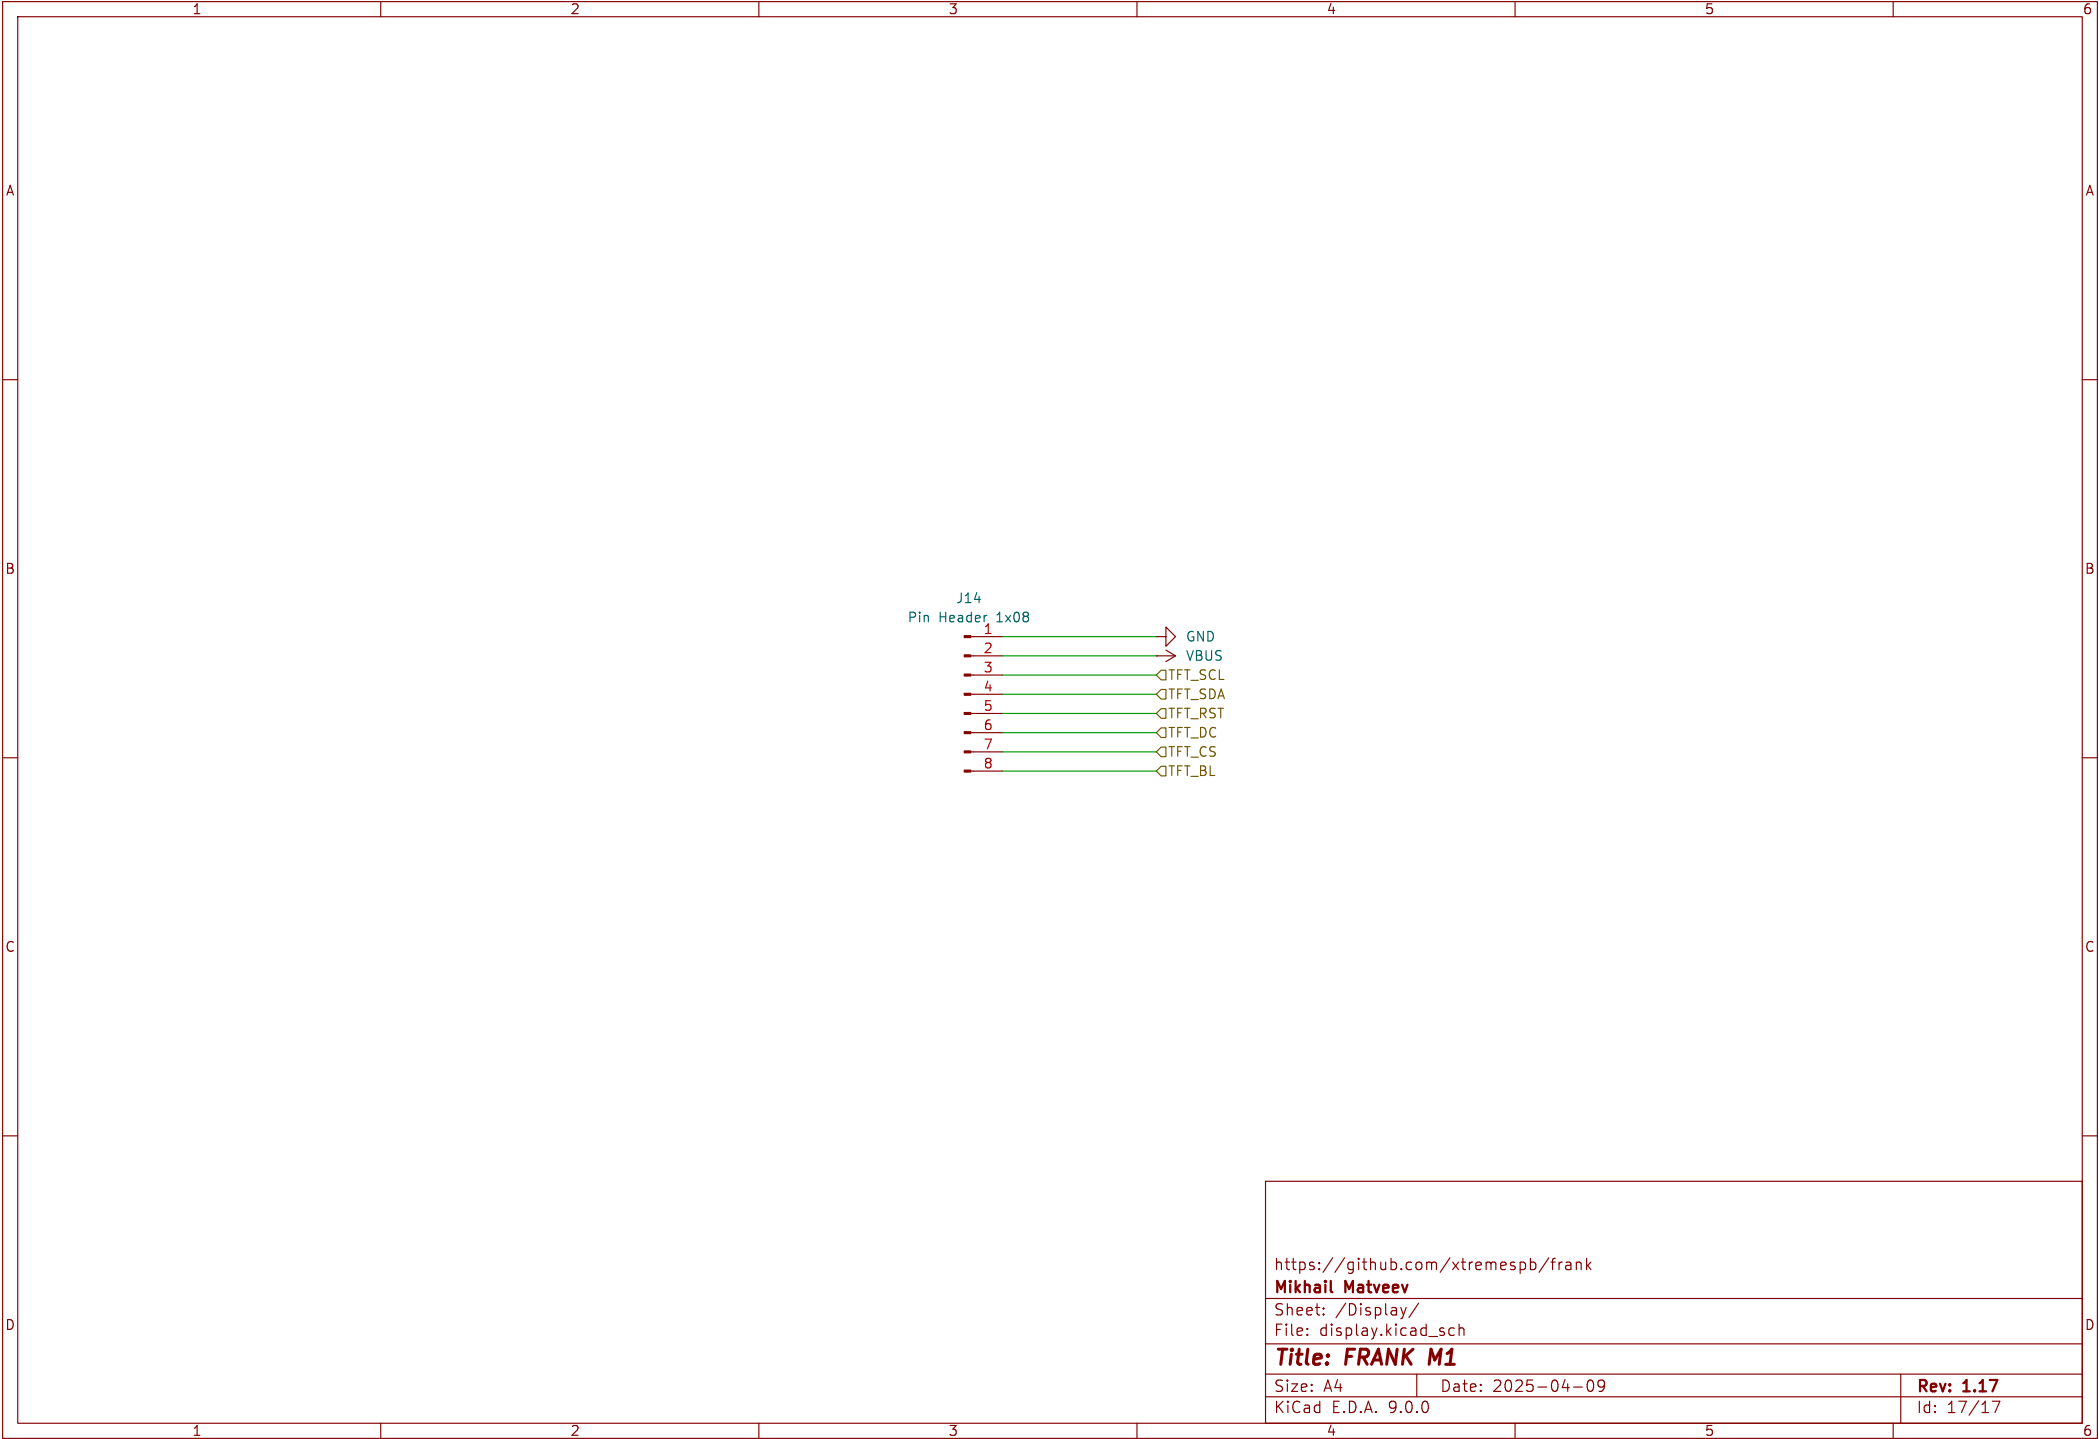 1 2 3 4 5 6
A A
B B
J14
Pin Header 1x08
1 GND
2 VBUS
3 TFT_SCL
4 TFT_SDA
5 TFT_RST
6 TFT_DC
7 TFT_CS
8 TFT_BL
C C
https://github.com/xtremespb/frank
Mikhail Matveev
Sheet: /Display/
D D
File: display.kicad_sch
Title: FRANK M1
Size: A4 Date: 2025-04-09 Rev: 1.17
KiCad E.D.A. 9.0.0 Id: 17/17
1 2 3 4 5 6